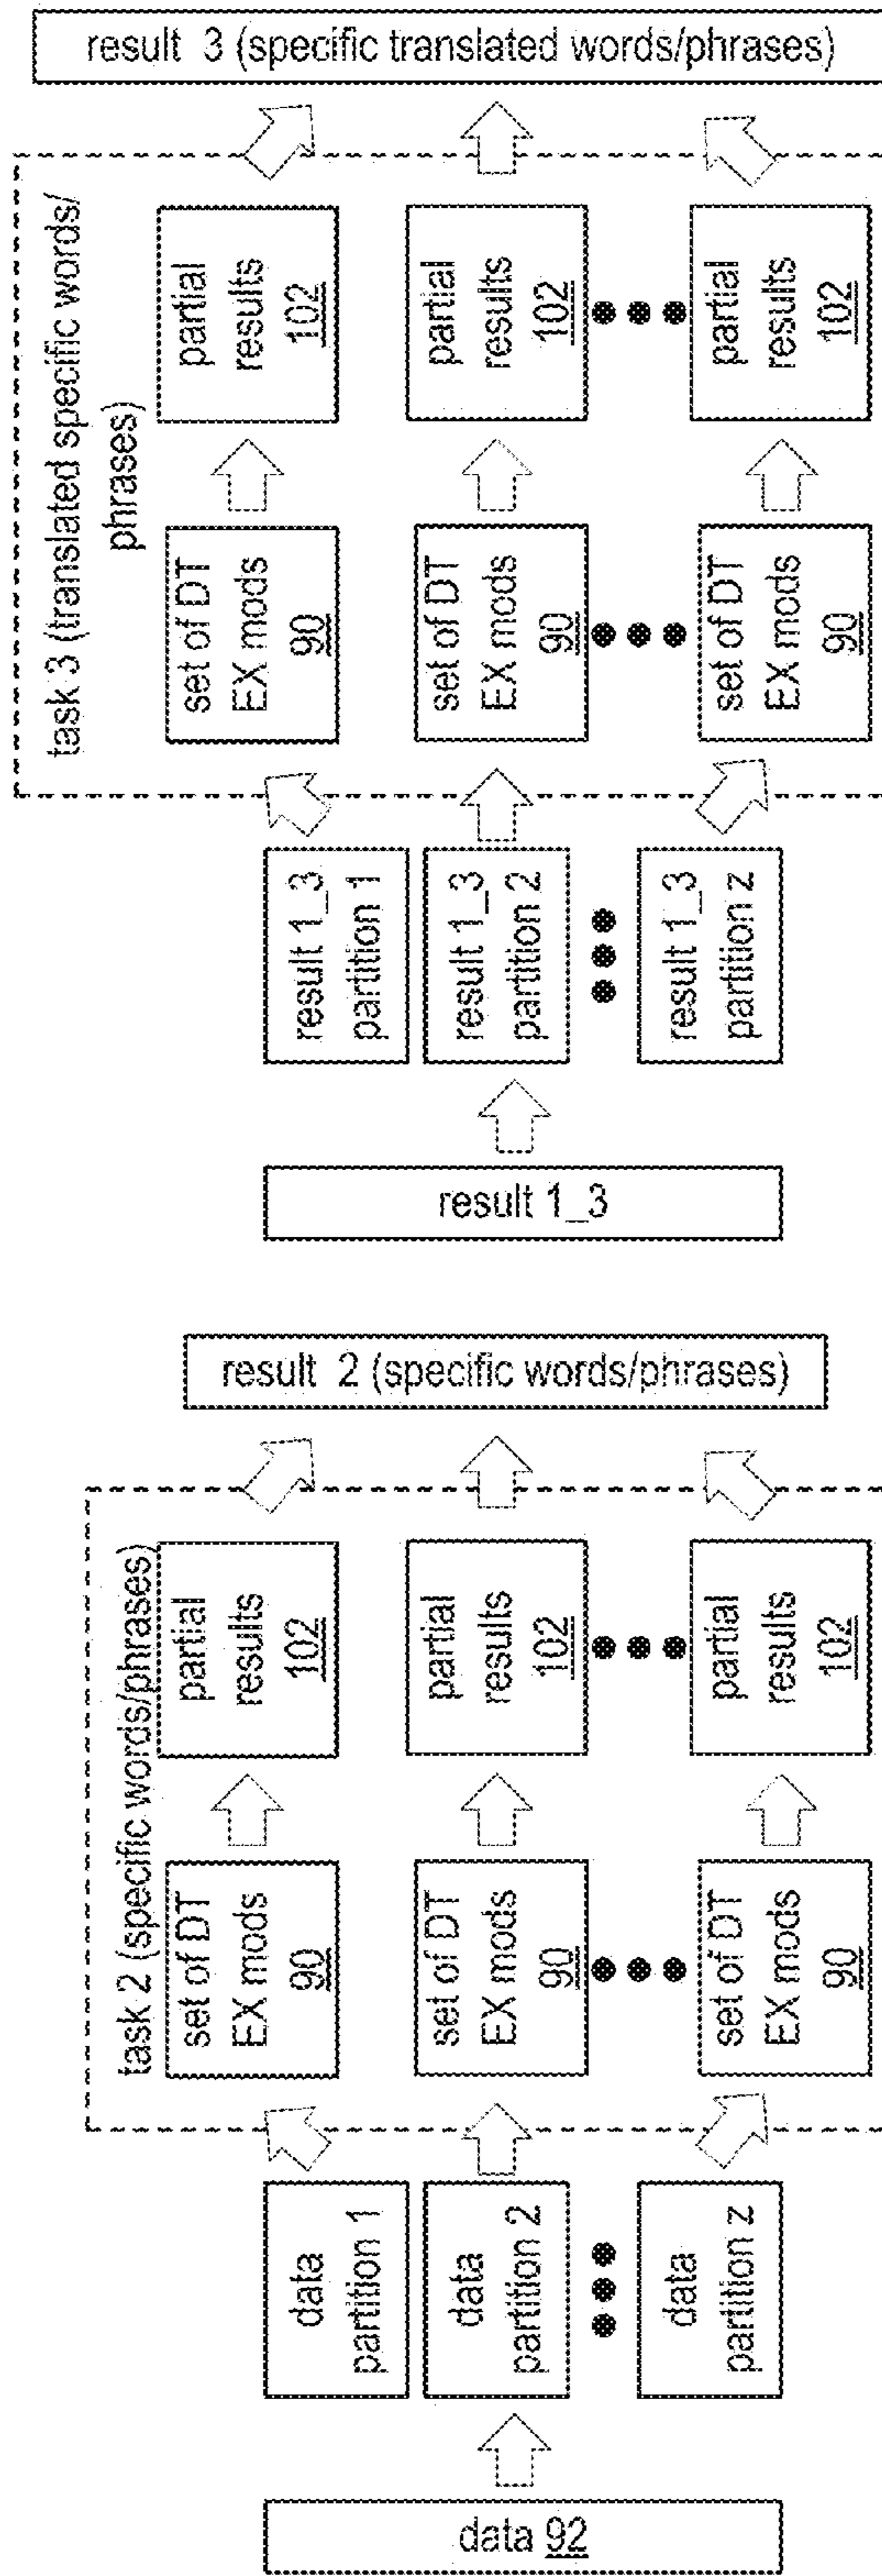 data 92
data
partition 1
data
partition 2
data
partition z
task 2 (specific words/phrases)
set of DT
EX mods
90
set of DT
EX mods
90
set of DT
EX mods
90
partial
results
102
partial
results
102
partial
results
102
result 2 (specific words/phrases)
result 1_3
result 1_3
partition 1
result 1_3
partition 2
result 1_3
partition z
task 3 (translated specific words/
phrases)
set of DT
EX mods
90
set of DT
EX mods
90
set of DT
EX mods
90
partial
results
102
partial
results
102
partial
results
102
result 3 (specific translated words/phrases)